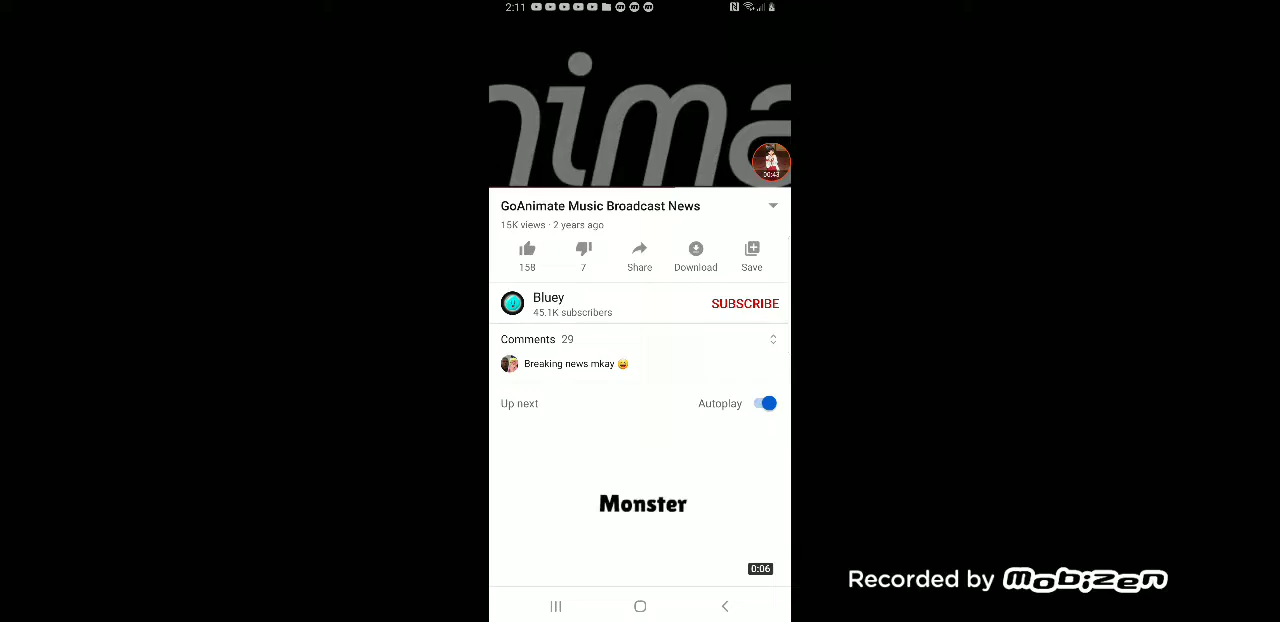 2:11
nima
00:43
GoAnimate Music Broadcast News
15K views · 2 years ago
158
7
Share
Download
Save
Bluey
45.1K subscribers
SUBSCRIBE
Comments 29
Breaking news mkay 😄
Up next
Autoplay
Monster
0:06
Recorded by mobizen